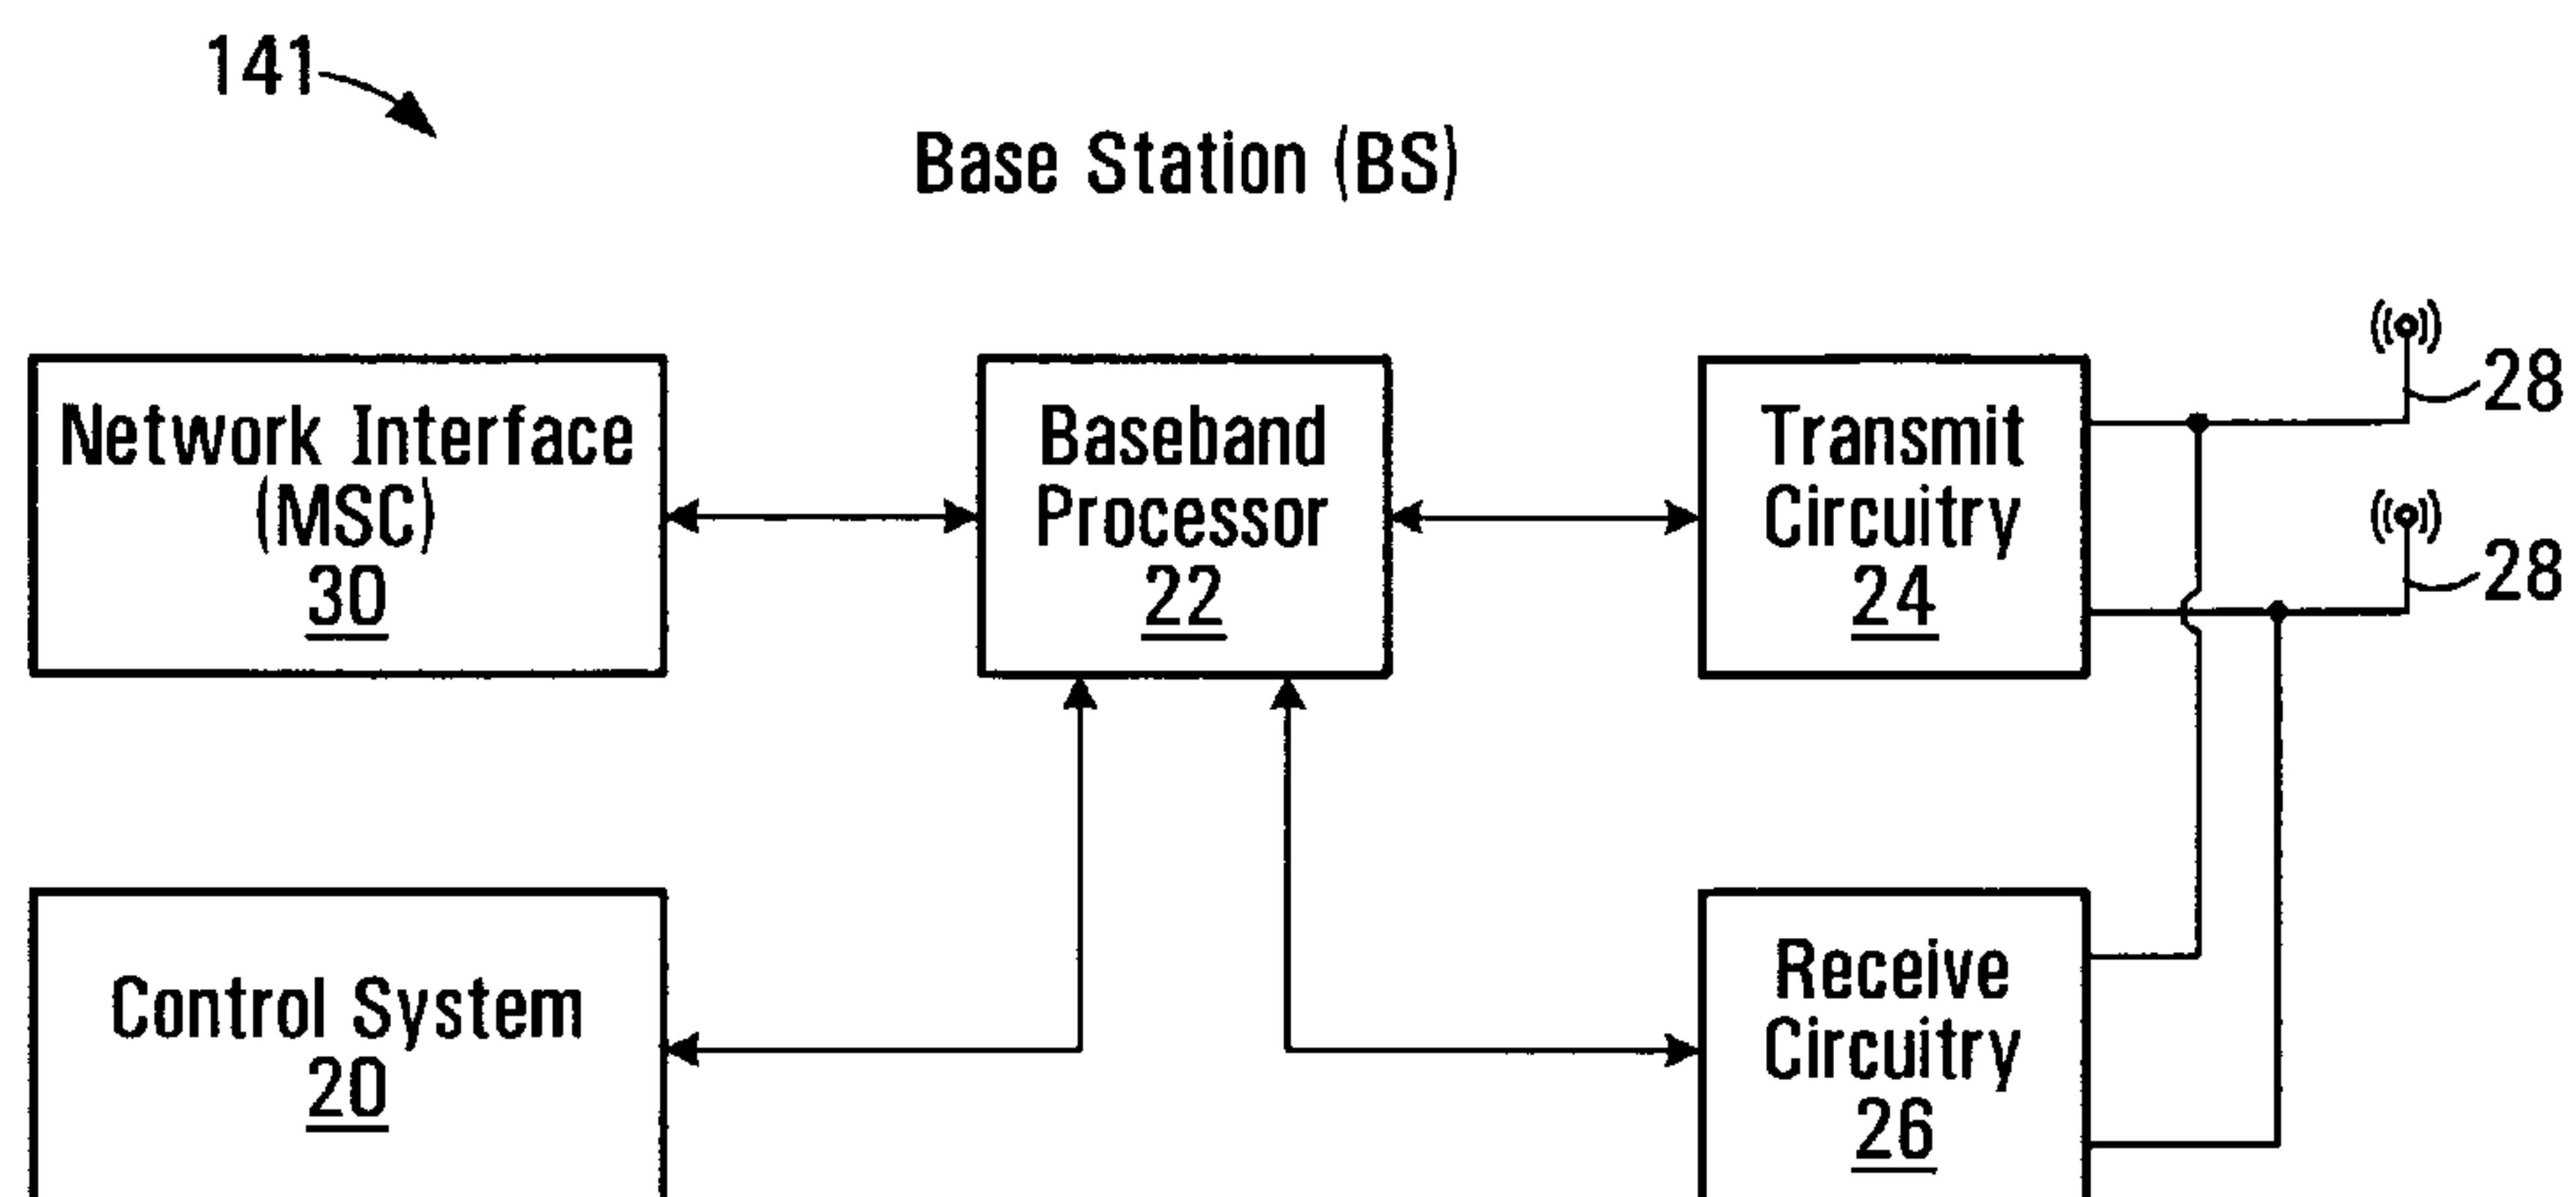 141
Base Station (BS)
Network Interface
(MSC)
30
Baseband
Processor
22
Transmit
Circuitry
24
28
28
Control System
20
Receive
Circuitry
26